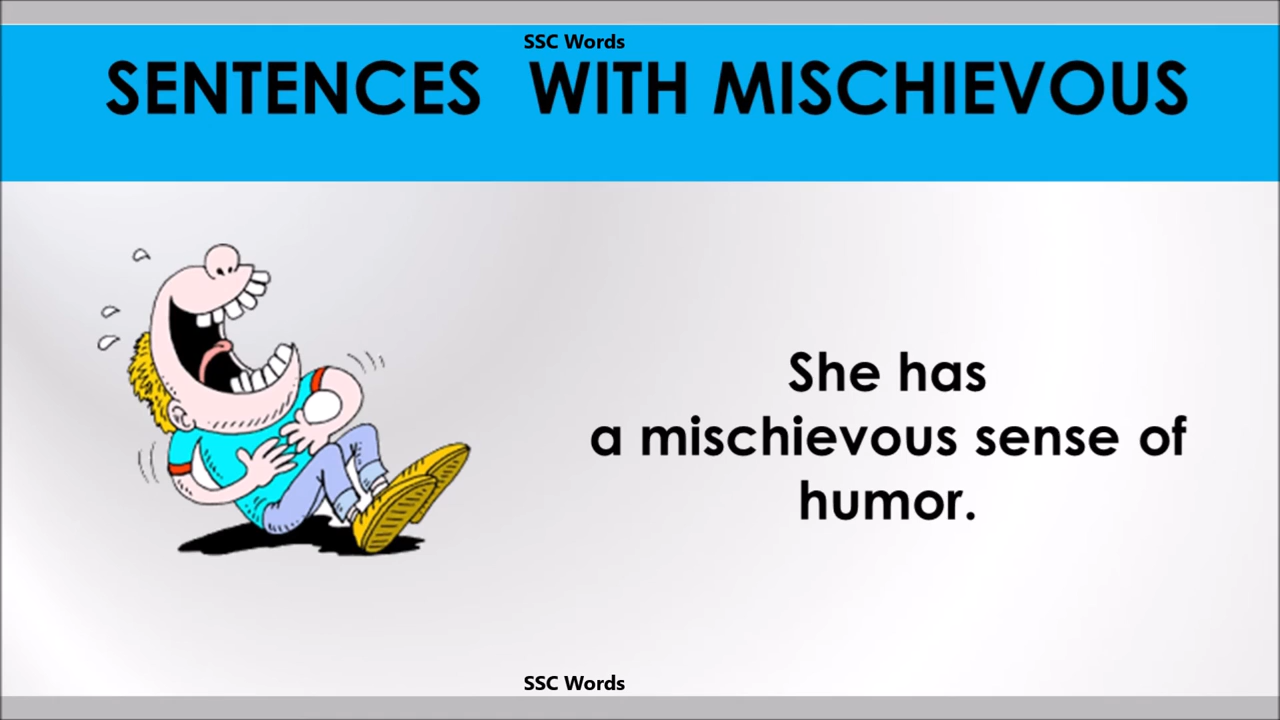 SSC Words
SENTENCES WITH MISCHIEVOUS
She has
a mischievous sense of
humor.
SSC Words